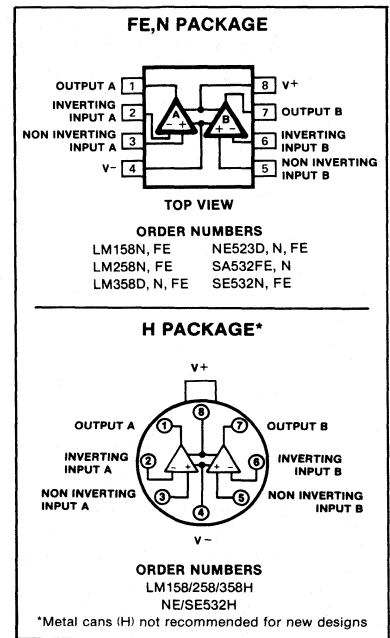 FE,N PACKAGE
OUTPUT A 1
8 V+
INVERTING
INPUT A 2
7 OUTPUT B
NON INVERTING
INPUT A 3
6 INVERTING
INPUT B
V- 4
5 NON INVERTING
INPUT B
A
- +
B
+ -
TOP VIEW
ORDER NUMBERS
LM158N, FE NE523D, N, FE
LM258N, FE SA532FE, N
LM358D, N, FE SE532N, FE
H PACKAGE*
V+
8
OUTPUT A 1
7 OUTPUT B
INVERTING
INPUT A 2
- +
+ -
6 INVERTING
INPUT B
NON INVERTING
INPUT A 3
5 NON INVERTING
INPUT B
4
V-
ORDER NUMBERS
LM158/258/358H
NE/SE532H
*Metal cans (H) not recommended for new designs